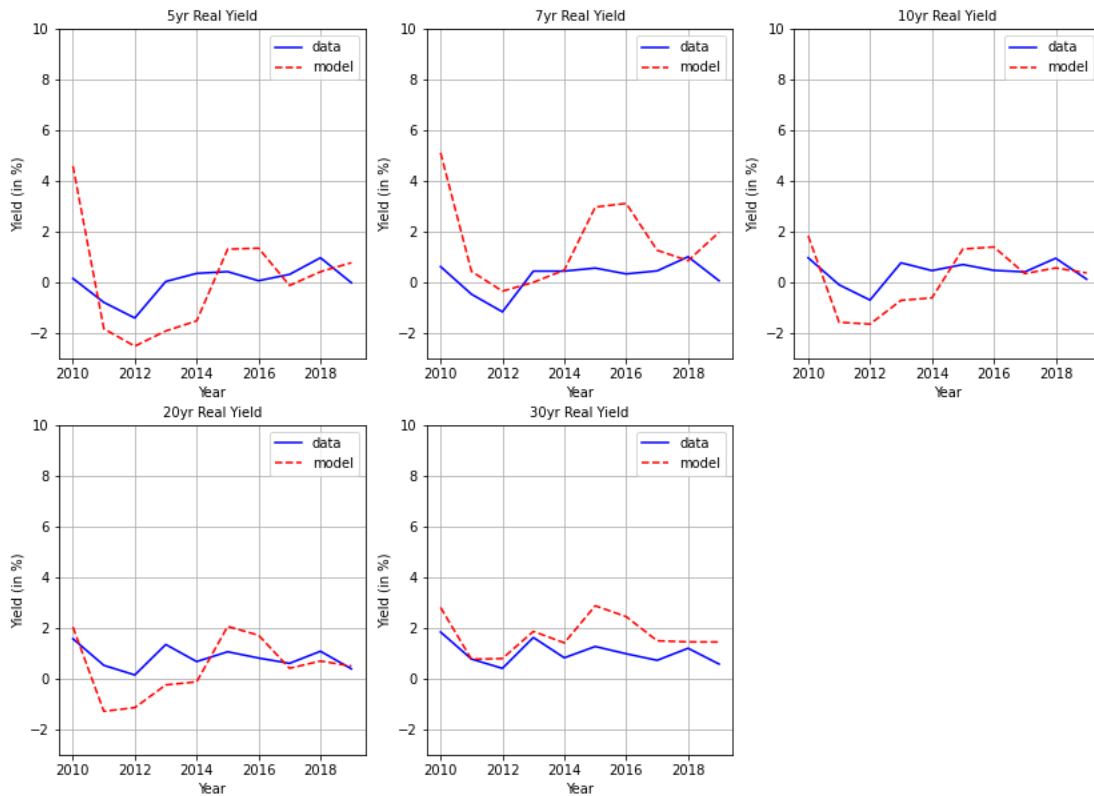 5yr Real Yield
10
8
6
4
2
0
−2
Yield (in %)
data
model
2010 2012 2014 2016 2018
Year
7yr Real Yield
10
8
6
4
2
0
−2
Yield (in %)
data
model
2010 2012 2014 2016 2018
Year
10yr Real Yield
10
8
6
4
2
0
−2
Yield (in %)
data
model
2010 2012 2014 2016 2018
Year
20yr Real Yield
10
8
6
4
2
0
−2
Yield (in %)
data
model
2010 2012 2014 2016 2018
Year
30yr Real Yield
10
8
6
4
2
0
−2
Yield (in %)
data
model
2010 2012 2014 2016 2018
Year